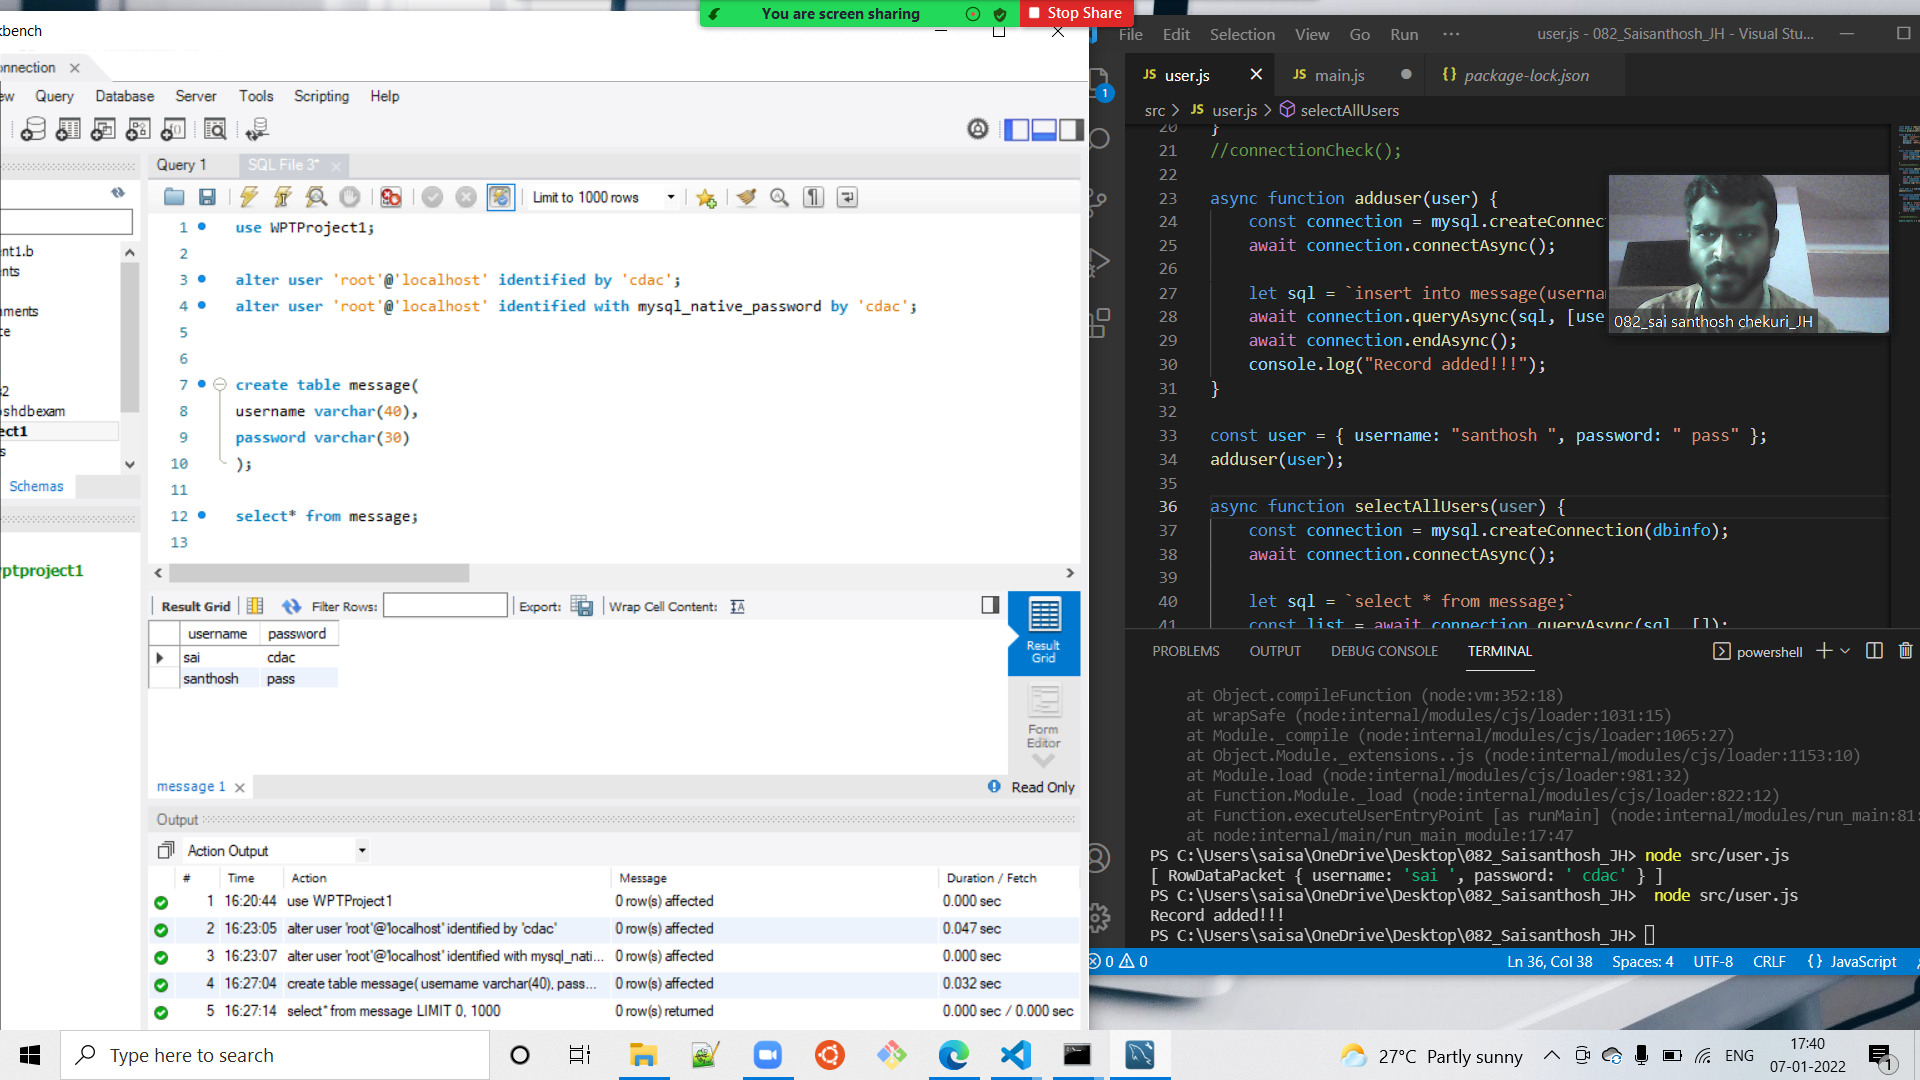 You are screen sharing
Stop Share
kbench
onnection
ew Query Database Server Tools Scripting Help
Query 1
SQL File 3*
Limit to 1000 rows
1 use WPTProject1;
2
3 alter user 'root'@'localhost' identified by 'cdac';
4 alter user 'root'@'localhost' identified with mysql_native_password by 'cdac';
5
6
7 create table message(
8 username varchar(40),
9 password varchar(30)
10 );
11
12 select* from message;
13
nt1.b
nts
nments
te
s2
oshdbexam
ect1
s
Schemas
ptproject1
Result Grid Filter Rows: Export: Wrap Cell Content:
username password
sai cdac
santhosh pass
Result Grid
Form Editor
message 1
Read Only
Output
Action Output
# Time Action Message Duration / Fetch
1 16:20:44 use WPTProject1 0 row(s) affected 0.000 sec
2 16:23:05 alter user 'root'@'localhost' identified by 'cdac' 0 row(s) affected 0.047 sec
3 16:23:07 alter user 'root'@'localhost' identified with mysql_nati... 0 row(s) affected 0.000 sec
4 16:27:04 create table message( username varchar(40), pass... 0 row(s) affected 0.032 sec
5 16:27:14 select* from message LIMIT 0, 1000 0 row(s) returned 0.000 sec / 0.000 sec
File Edit Selection View Go Run ··· user.js - 082_Saisanthosh_JH - Visual Stu...
JS user.js
JS main.js
{} package-lock.json
1
src > JS user.js > selectAllUsers
20 }
21 //connectionCheck();
22
23 async function adduser(user) {
24 const connection = mysql.createConnec
25 await connection.connectAsync();
26
27 let sql = `insert into message(userna
28 await connection.queryAsync(sql, [use
29 await connection.endAsync();
30 console.log("Record added!!!");
31 }
32
33 const user = { username: "santhosh ", password: " pass" };
34 adduser(user);
35
36 async function selectAllUsers(user) {
37 const connection = mysql.createConnection(dbinfo);
38 await connection.connectAsync();
39
40 let sql = `select * from message;`
41 const list = await connection.queryAsync(sql, []);
082_sai santhosh chekuri_JH
PROBLEMS OUTPUT DEBUG CONSOLE TERMINAL powershell
at Object.compileFunction (node:vm:352:18)
at wrapSafe (node:internal/modules/cjs/loader:1031:15)
at Module._compile (node:internal/modules/cjs/loader:1065:27)
at Object.Module._extensions..js (node:internal/modules/cjs/loader:1153:10)
at Module.load (node:internal/modules/cjs/loader:981:32)
at Function.Module._load (node:internal/modules/cjs/loader:822:12)
at Function.executeUserEntryPoint [as runMain] (node:internal/modules/run_main:81:
at node:internal/main/run_main_module:17:47
PS C:\Users\saisa\OneDrive\Desktop\082_Saisanthosh_JH> node src/user.js
[ RowDataPacket { username: 'sai ', password: ' cdac' } ]
PS C:\Users\saisa\OneDrive\Desktop\082_Saisanthosh_JH> node src/user.js
Record added!!!
PS C:\Users\saisa\OneDrive\Desktop\082_Saisanthosh_JH>
0 0 Ln 36, Col 38 Spaces: 4 UTF-8 CRLF {} JavaScript
Type here to search
27°C Partly sunny
ENG
17:40
07-01-2022
1